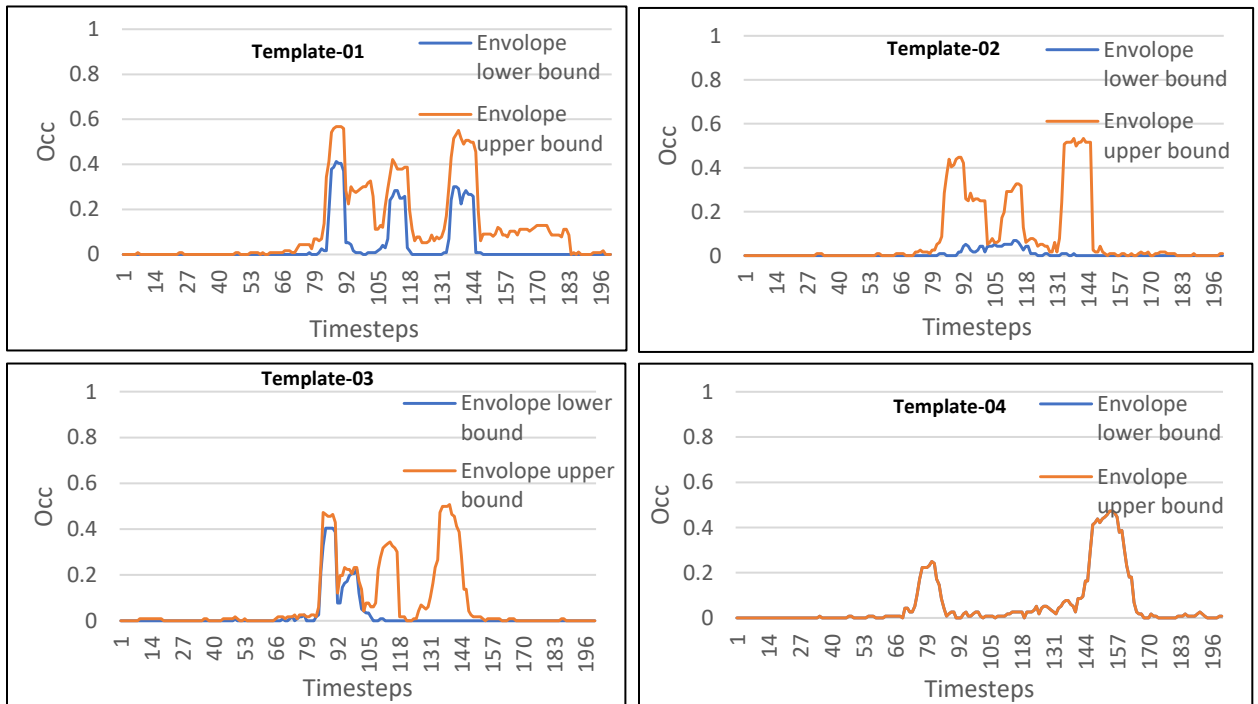 Template-01
Envolope
lower bound
Envolope
upper bound
Occ
1
0.8
0.6
0.4
0.2
0
1 14 27 40 53 66 79 92 105 118 131 144 157 170 183 196
Timesteps
Template-02
Envolope
lower bound
Envolope
upper bound
Occ
1
0.8
0.6
0.4
0.2
0
1 14 27 40 53 66 79 92 105 118 131 144 157 170 183 196
Timesteps
Template-03
Envolope lower
bound
Envolope upper
bound
Occ
1
0.8
0.6
0.4
0.2
0
1 14 27 40 53 66 79 92 105 118 131 144 157 170 183 196
Timesteps
Template-04
Envolope
lower bound
Envolope
upper bound
Occ
1
0.8
0.6
0.4
0.2
0
1 14 27 40 53 66 79 92 105 118 131 144 157 170 183 196
Timesteps